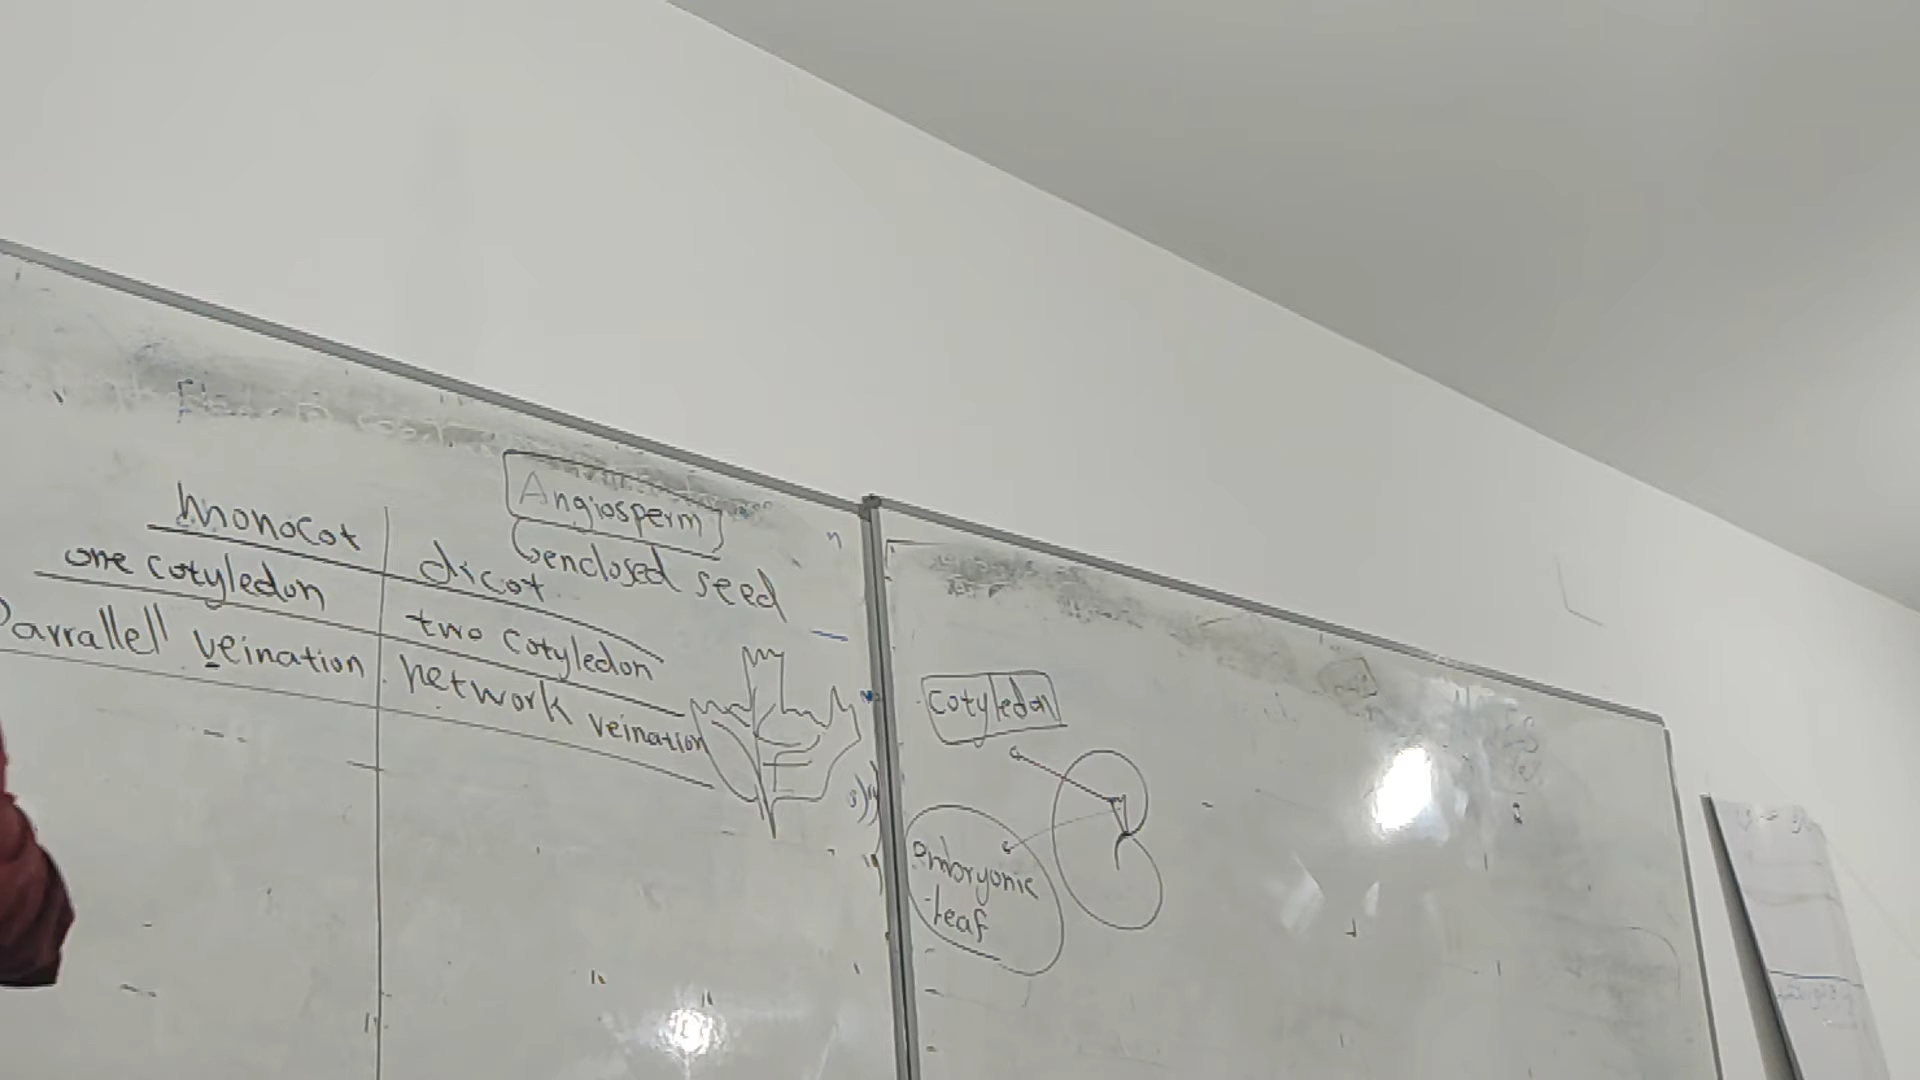 Angiosperm
enclosed seed
Monocot dicot
one cotyledon two cotyledon
Parrallell veination network veination
cotyledon
embryonic
leaf